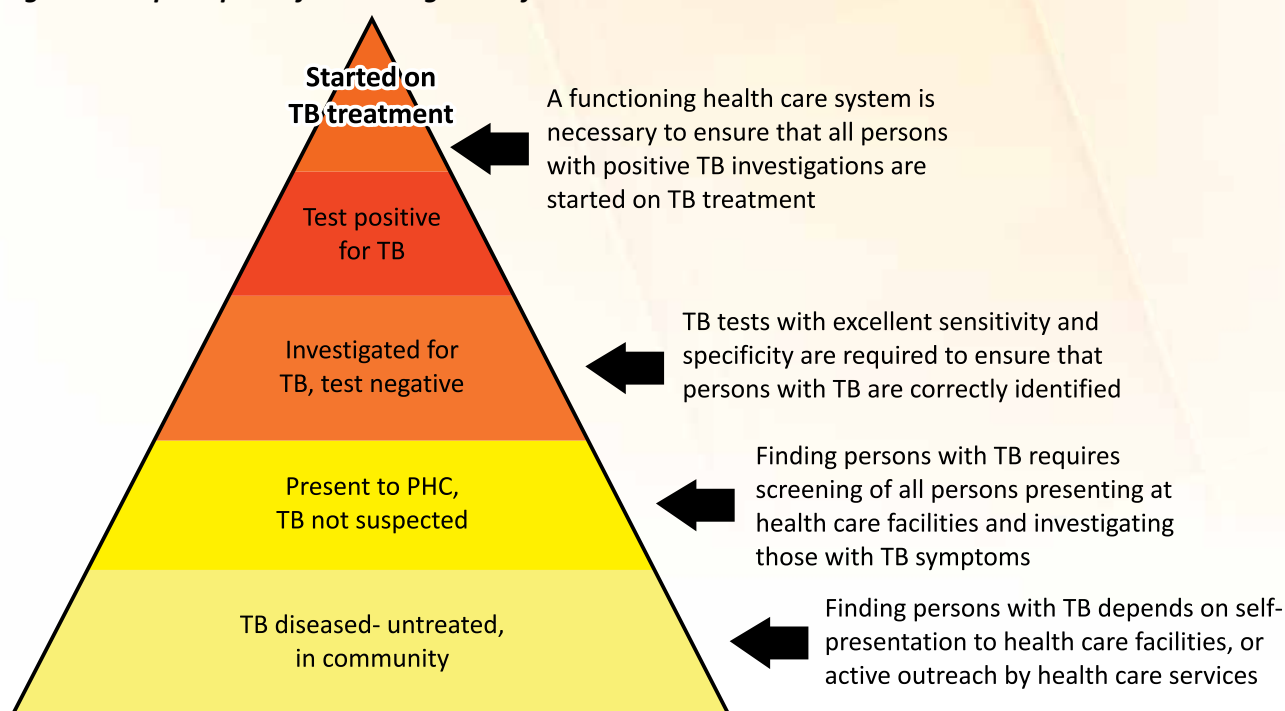 Started on
TB treatment
A functioning health care system is
necessary to ensure that all persons
with positive TB investigations are
started on TB treatment
Test positive
for TB
Investigated for
TB, test negative
TB tests with excellent sensitivity and
specificity are required to ensure that
persons with TB are correctly identified
Present to PHC,
TB not suspected
Finding persons with TB requires
screening of all persons presenting at
health care facilities and investigating
those with TB symptoms
TB diseased- untreated,
in community
Finding persons with TB depends on self-
presentation to health care facilities, or
active outreach by health care services